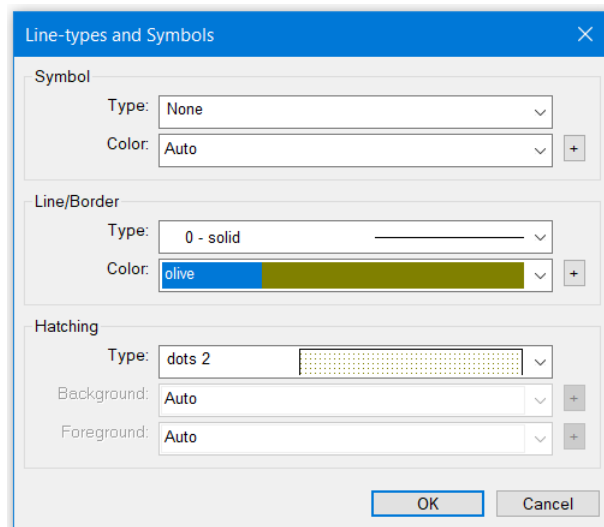 Line-types and Symbols
Symbol
Type: None
Color: Auto +
Line/Border
Type: 0 - solid
Color: olive +
Hatching
Type: dots 2
Background: Auto +
Foreground: Auto +
OK Cancel